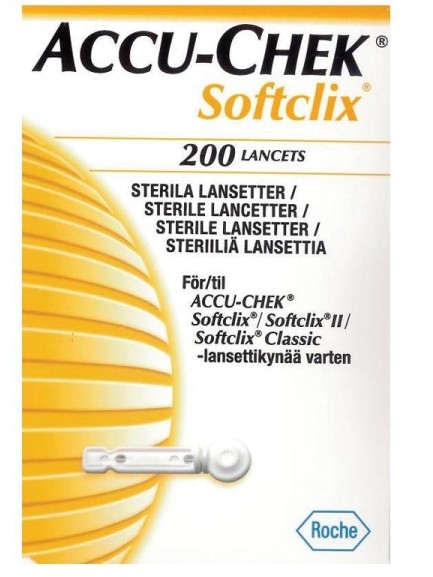 ACCU-CHEK®
Softclix®
200 LANCETS
STERILA LANSETTER /
STERILE LANCETTER /
STERILE LANSETTER /
STERIILIÄ LANSETTIA
För/til
ACCU-CHEK®
Softclix®/Softclix®II/
Softclix® Classic
-lansettikynää varten
Roche